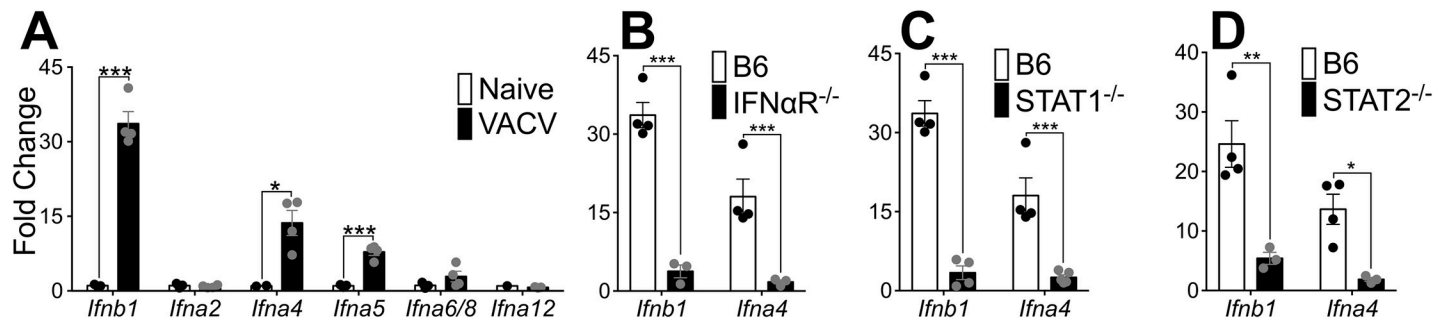 A
Fold Change
45
30
15
0
***
*
***
Naive
VACV
Ifnb1 Ifna2 Ifna4 Ifna5 Ifna6/8 Ifna12
B
45
30
15
0
***
***
B6
IFNαR-/-
Ifnb1 Ifna4
C
45
30
15
0
***
***
B6
STAT1-/-
Ifnb1 Ifna4
D
40
30
20
10
0
**
*
B6
STAT2-/-
Ifnb1 Ifna4